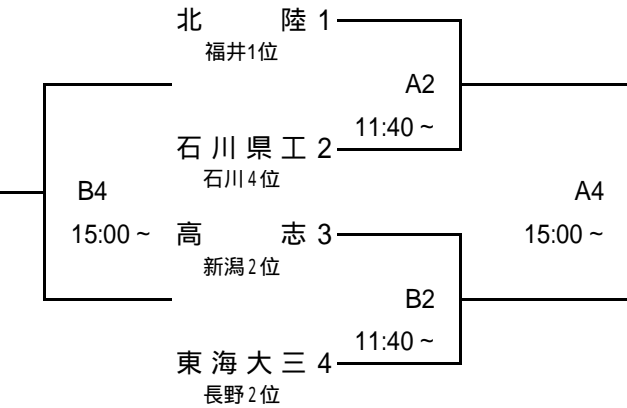 北 陸 1
福井1位
A2
11:40 ~
石川県工 2
石川4位
B4
A4
15:00 ~
高 志 3
15:00 ~
新潟2位
B2
11:40 ~
東海大三 4
長野2位